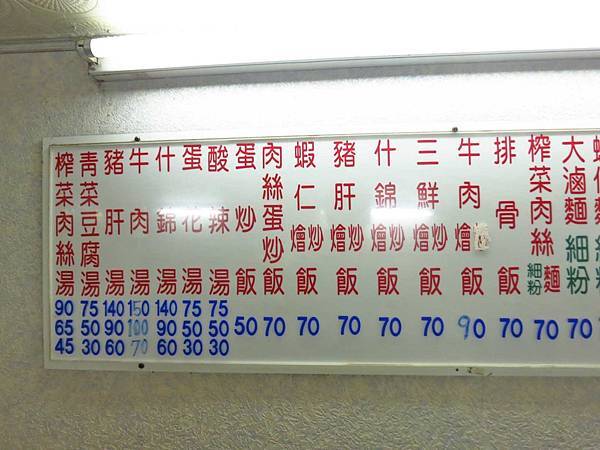 榨菜肉絲湯 90 65 45
青菜豆腐湯 75 50 30
豬肝湯 140 90 60
牛肉湯 150 100 70
什錦湯 140 90 60
蛋花湯 75 50 30
酸辣湯 75 50 30
蛋炒飯 50
肉絲蛋炒飯 70
蝦仁燴炒飯 70
豬肝燴炒飯 70
什錦燴炒飯 70
三鮮燴炒飯 70
牛肉燴飯 90
排骨飯 70
榨菜肉絲細粉麵 70
大滷麵細粉 70